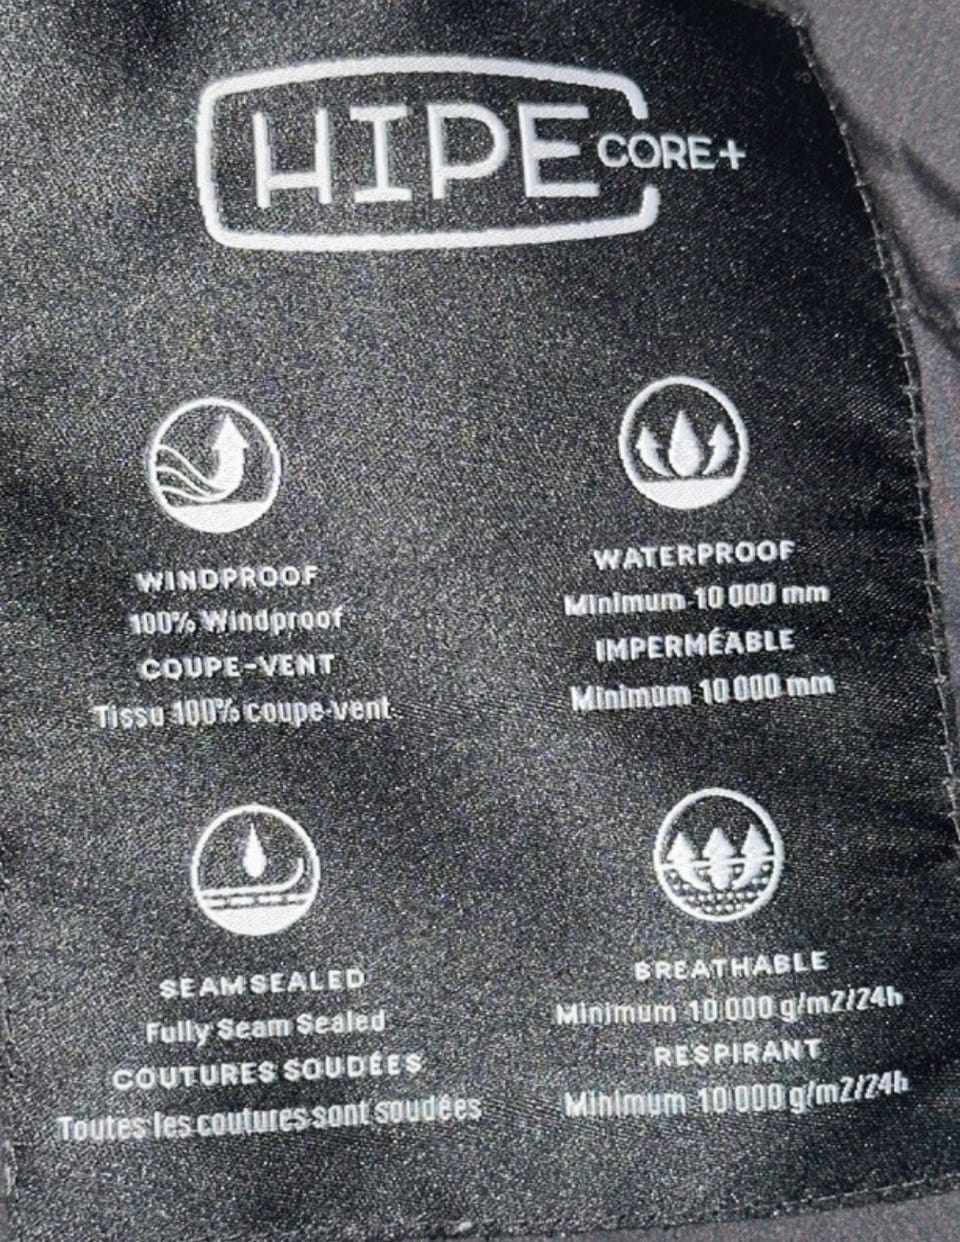 HIPE CORE+
WINDPROOF
100% Windproof
COUPE-VENT
Tissu 100% coupe-vent
WATERPROOF
Minimum 10 000 mm
IMPERMÉABLE
Minimum 10 000 mm
SEAM SEALED
Fully Seam Sealed
COUTURES SOUDÉES
Toutes les coutures sont soudées
BREATHABLE
Minimum 10 000 g/m2/24h
RESPIRANT
Minimum 10 000 g/m2/24h